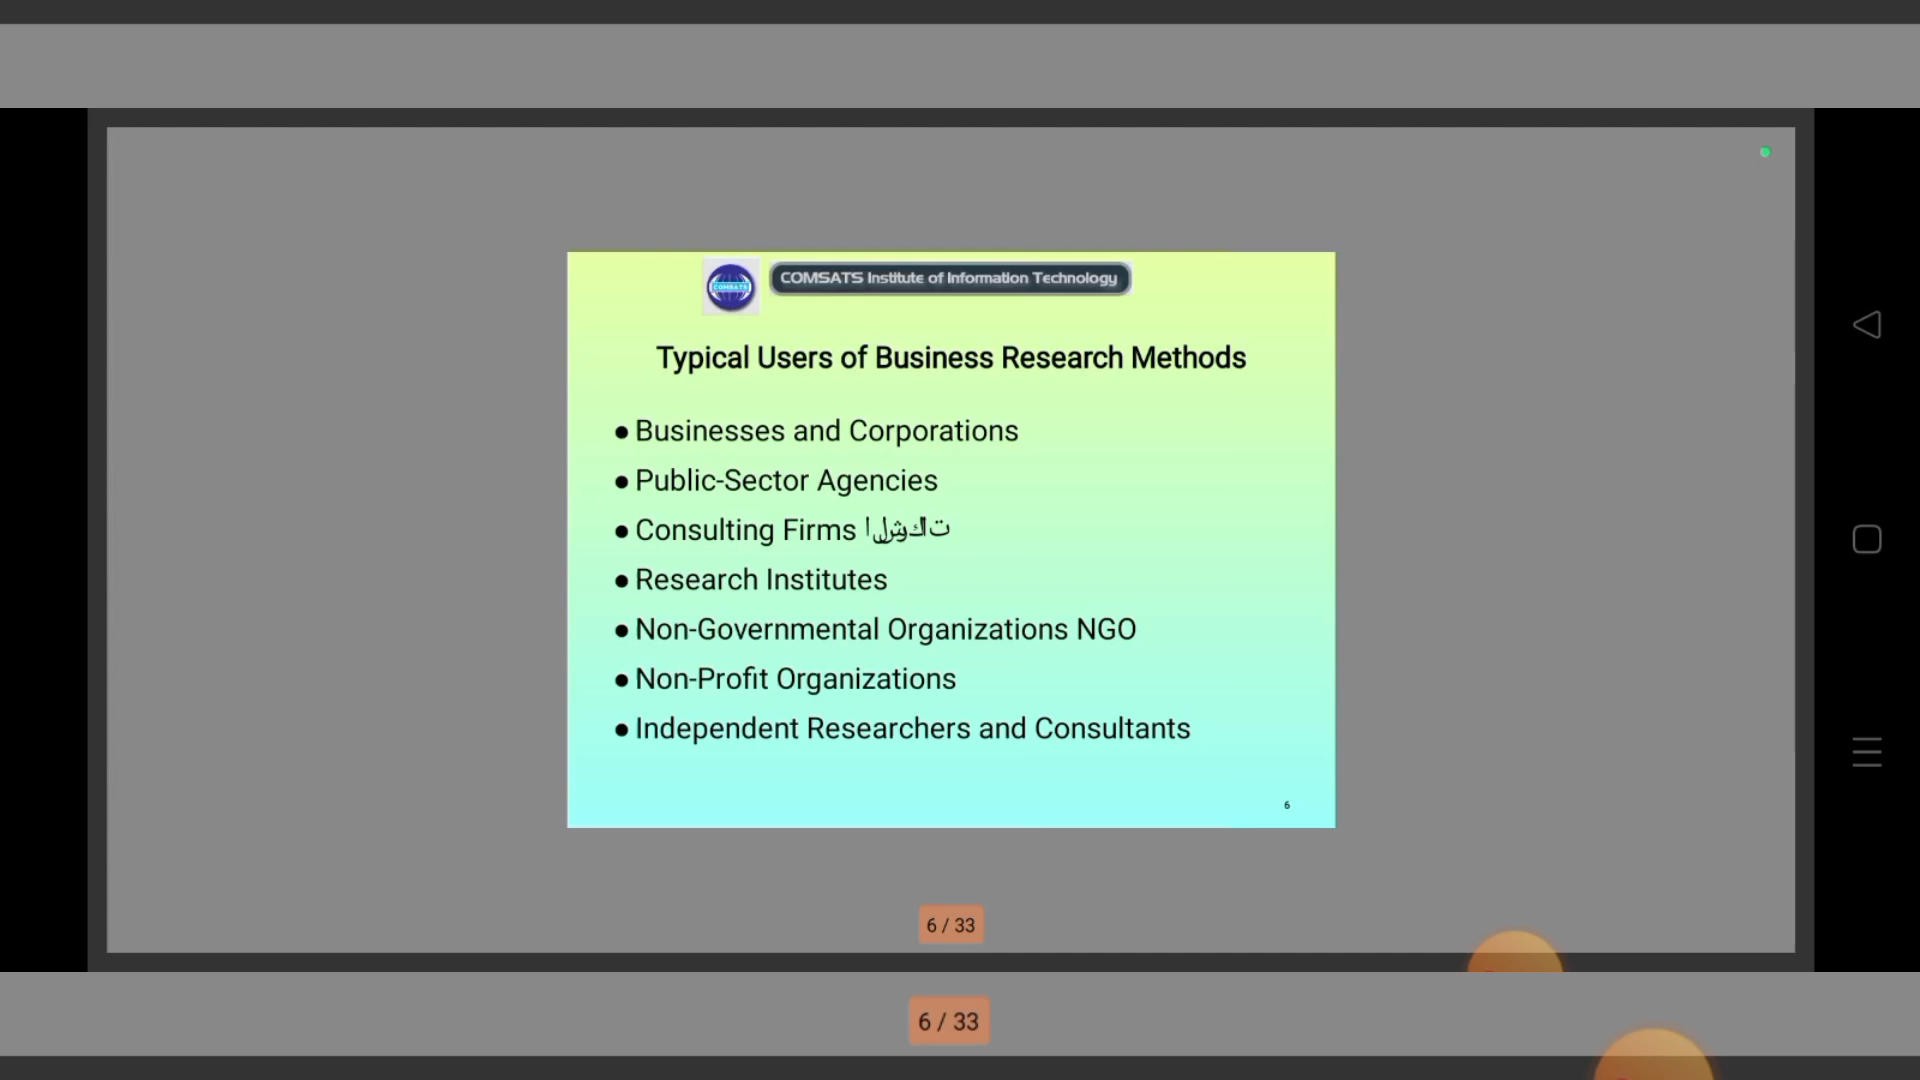 COMSATS
COMSATS Institute of Information Technology
Typical Users of Business Research Methods
● Businesses and Corporations
● Public-Sector Agencies
● Consulting Firms الشركات
● Research Institutes
● Non-Governmental Organizations NGO
● Non-Profit Organizations
● Independent Researchers and Consultants
6
6 / 33
6 / 33